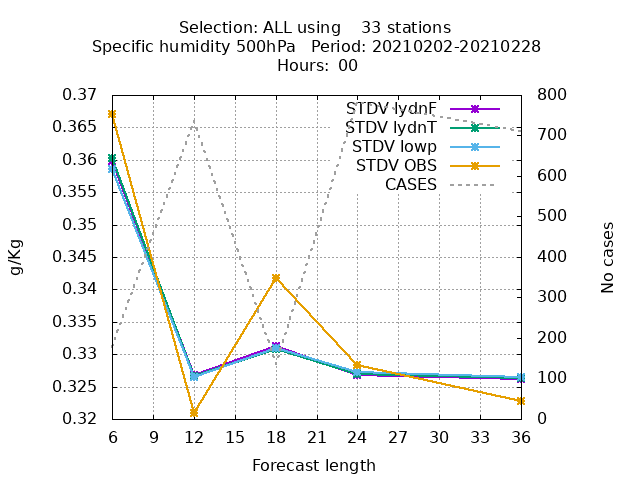 Selection: ALL using    33 stations
Specific humidity 500hPa   Period: 20210202-20210228
Hours: 00
STDV lydnF
STDV lydnT
STDV lowp
STDV OBS
CASES
g/Kg
0.37
0.365
0.36
0.355
0.35
0.345
0.34
0.335
0.33
0.325
0.32
No cases
800
700
600
500
400
300
200
100
0
6 9 12 15 18 21 24 27 30 33 36
Forecast length